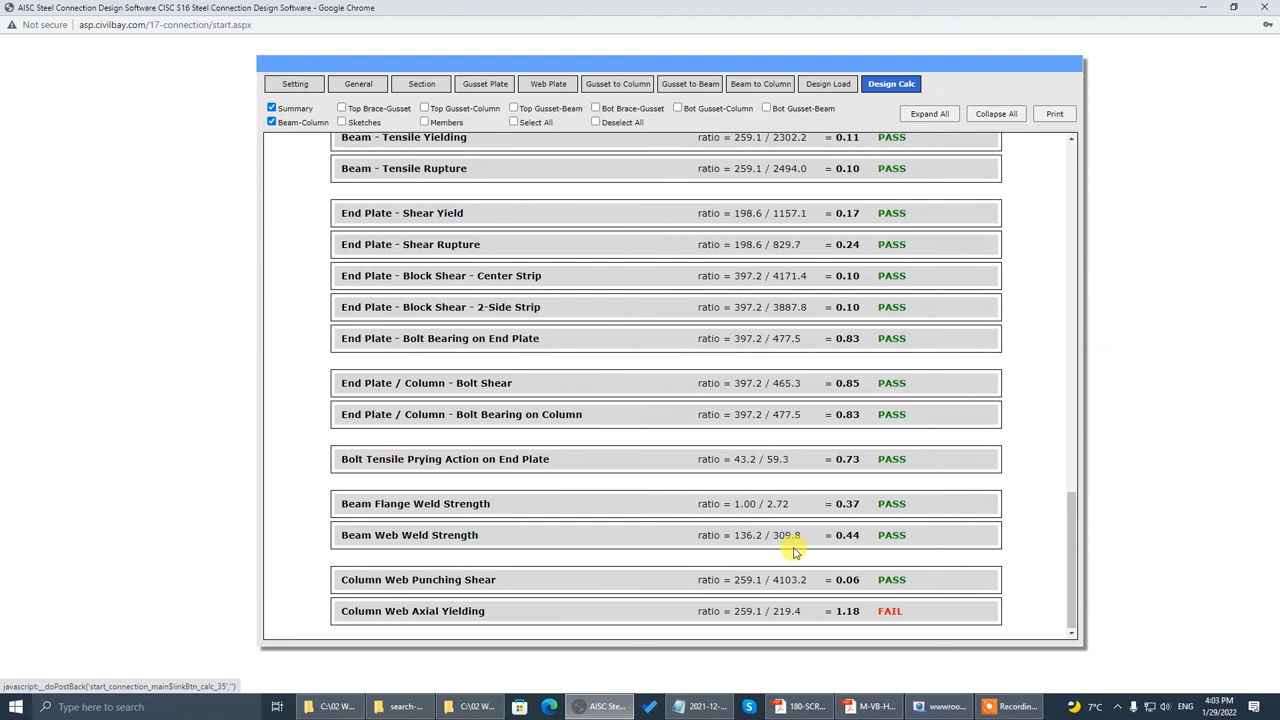 AISC Steel Connection Design Software CISC S16 Steel Connection Design Software - Google Chrome
Not secure asp.civilbay.com/17-connection/start.aspx
Setting General Section Gusset Plate Web Plate Gusset to Column Gusset to Beam Beam to Column Design Load Design Calc
Summary Top Brace-Gusset Top Gusset-Column Top Gusset-Beam Bot Brace-Gusset Bot Gusset-Column Bot Gusset-Beam
Beam-Column Sketches Members Select All Deselect All
Expand All Collapse All Print
Beam - Tensile Yielding ratio = 259.1 / 2302.2 = 0.11 PASS
Beam - Tensile Rupture ratio = 259.1 / 2494.0 = 0.10 PASS
End Plate - Shear Yield ratio = 198.6 / 1157.1 = 0.17 PASS
End Plate - Shear Rupture ratio = 198.6 / 829.7 = 0.24 PASS
End Plate - Block Shear - Center Strip ratio = 397.2 / 4171.4 = 0.10 PASS
End Plate - Block Shear - 2-Side Strip ratio = 397.2 / 3887.8 = 0.10 PASS
End Plate - Bolt Bearing on End Plate ratio = 397.2 / 477.5 = 0.83 PASS
End Plate / Column - Bolt Shear ratio = 397.2 / 465.3 = 0.85 PASS
End Plate / Column - Bolt Bearing on Column ratio = 397.2 / 477.5 = 0.83 PASS
Bolt Tensile Prying Action on End Plate ratio = 43.2 / 59.3 = 0.73 PASS
Beam Flange Weld Strength ratio = 1.00 / 2.72 = 0.37 PASS
Beam Web Weld Strength ratio = 136.2 / 309.8 = 0.44 PASS
Column Web Punching Shear ratio = 259.1 / 4103.2 = 0.06 PASS
Column Web Axial Yielding ratio = 259.1 / 219.4 = 1.18 FAIL
javascript:__doPostBack('start_connection_main$linkBtn_calc_35','')
Type here to search C:\02 W... search-... C:\02 W... AISC Ste... 2021-12-... 180-SCR... M-VB-H... wwwroo... Recordin... 7°C ENG 4:03 PM
1/29/2022